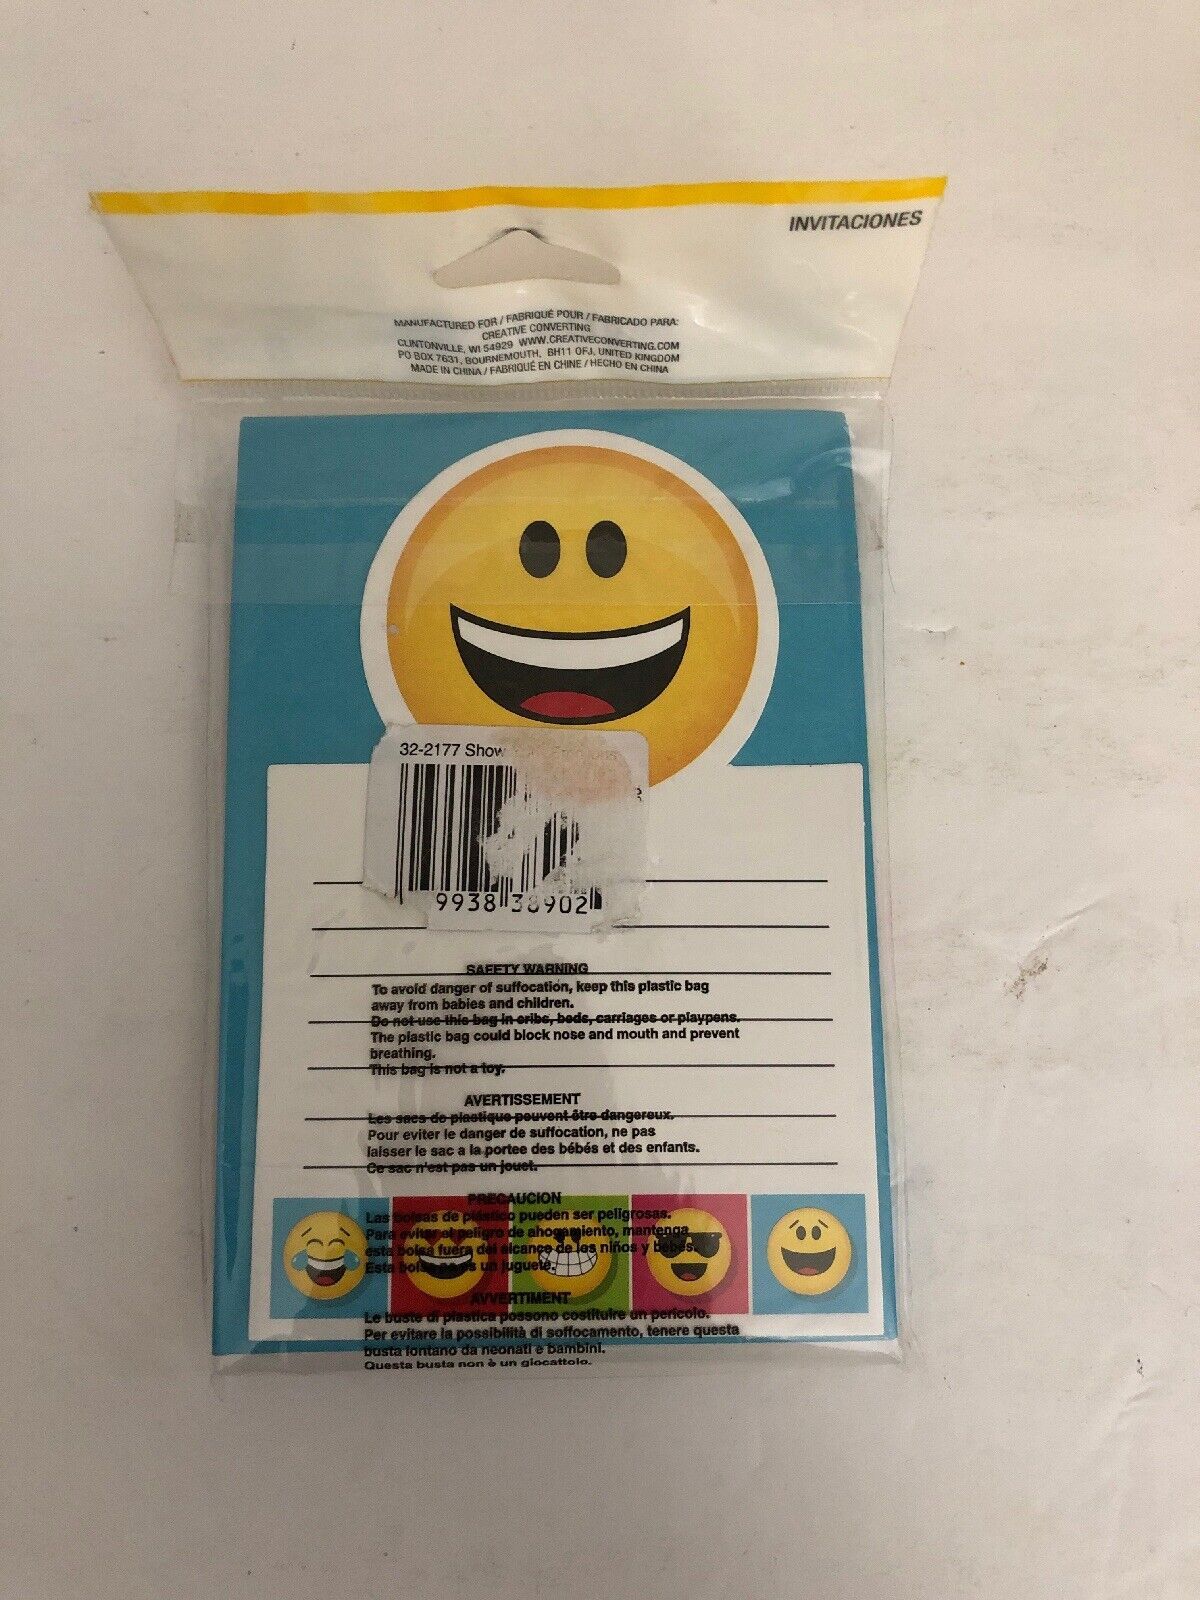 INVITACIONES
MANUFACTURED FOR / FABRIQUÉ POUR / FABRICADO PARA:
CREATIVE CONVERTING
CLINTONVILLE, WI 54929 WWW.CREATIVECONVERTING.COM
PO BOX 7631, BOURNEMOUTH, BH11 OFJ, UNITED KINGDOM
MADE IN CHINA / FABRIQUÉ EN CHINE / HECHO EN CHINA
32-2177 Show
9938 38902
SAFETY WARNING
To avoid danger of suffocation, keep this plastic bag
away from babies and children.
Do not use this bag in cribs, beds, carriages or playpens.
The plastic bag could block nose and mouth and prevent
breathing.
This bag is not a toy.
AVERTISSEMENT
Les sacs de plastique peuvent être dangereux.
Pour eviter le danger de suffocation, ne pas
laisser le sac a la portee des bébés et des enfants.
Ce sac n'est pas un jouet.
PRECAUCION
Las bolsas de plástico pueden ser peligrosas.
Para evitar el peligro de ahogamiento, mantenga
esta bolsa fuera del alcance de los niños y bebés.
Esta bolsa no es un jugueté.
AVVERTIMENT
Le buste di plastica possono costituire un pericolo.
Per evitare la possibilità di soffocamento, tenere questa
busta lontano da neonati e bambini.
Questa busta non è un giocattolo.